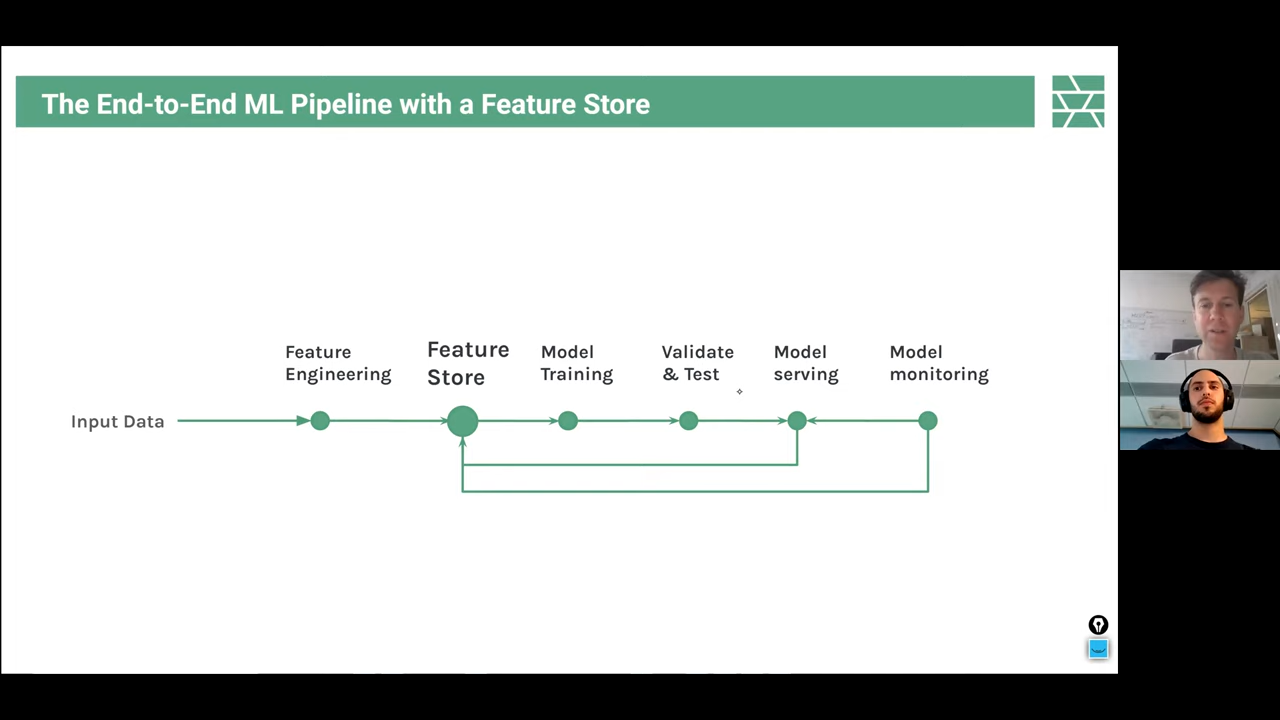 The End-to-End ML Pipeline with a Feature Store
Feature
Engineering
Feature
Store
Model
Training
Validate
& Test
Model
serving
Model
monitoring
Input Data